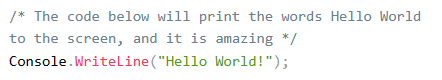 /* The code below will print the words Hello World
to the screen, and it is amazing */
Console.WriteLine("Hello World!");